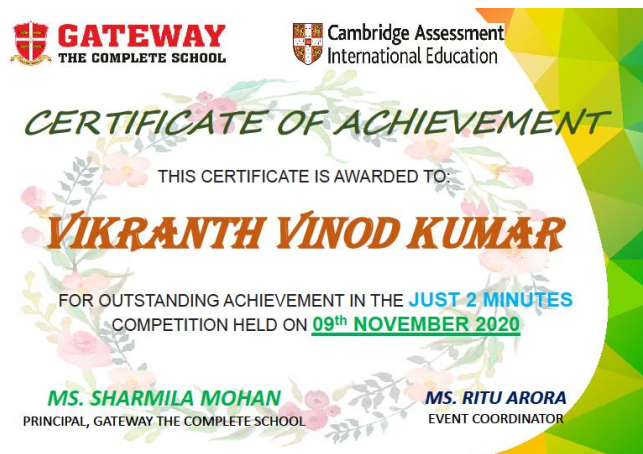 GATEWAY
THE COMPLETE SCHOOL
Cambridge Assessment
International Education
CERTIFICATE OF ACHIEVEMENT
THIS CERTIFICATE IS AWARDED TO:
VIKRANTH VINOD KUMAR
FOR OUTSTANDING ACHIEVEMENT IN THE JUST 2 MINUTES
COMPETITION HELD ON 09th NOVEMBER 2020
MS. SHARMILA MOHAN
PRINCIPAL, GATEWAY THE COMPLETE SCHOOL
MS. RITU ARORA
EVENT COORDINATOR